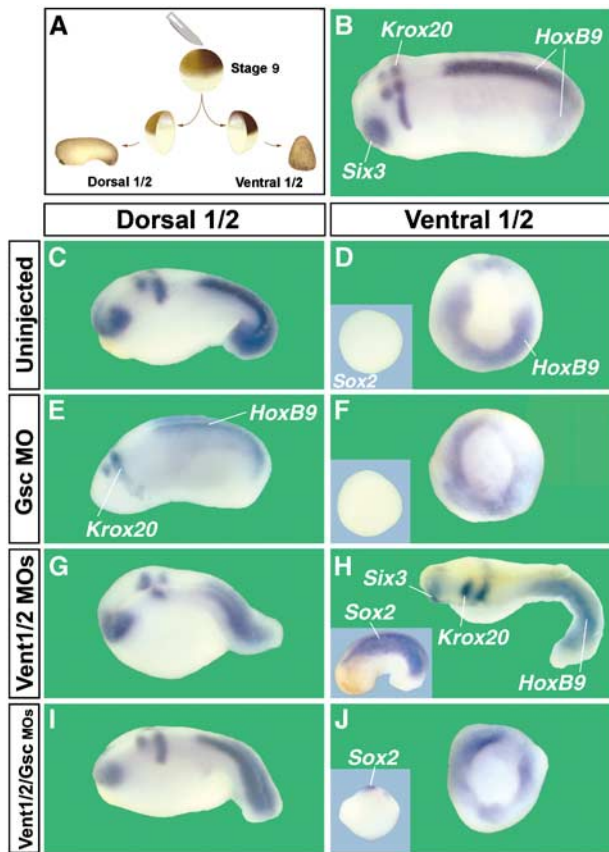 A
Stage 9
Dorsal 1/2
Ventral 1/2
B
Krox20
HoxB9
Six3
Dorsal 1/2
Ventral 1/2
Uninjected
C
D
Sox2
HoxB9
Gsc MO
E
HoxB9
Krox20
F
Vent1/2 MOs
G
H
Six3
Sox2
Krox20
HoxB9
Vent1/2/Gsc MOs
I
J
Sox2